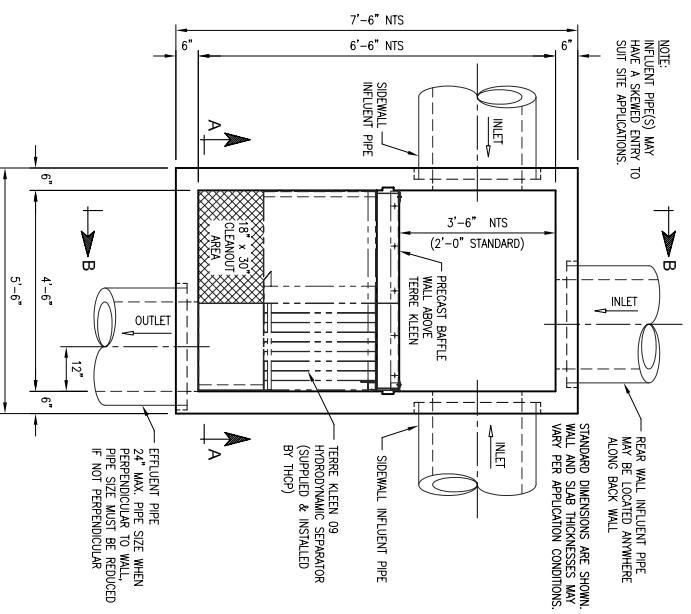 NOTE:
INFLUENT PIPE(S) MAY
HAVE A SKEWED ENTRY TO
SUIT SITE APPLICATIONS.
7'-6" NTS
6" 
6'-6" NTS
6"
SIDEWALL
INFLUENT PIPE
INLET
A
B
3'-6" NTS
(2'-0" STANDARD)
PRECAST BAFFLE
WALL ABOVE
TERRE KLEEN
18" x 30"
CLEANOUT
AREA
6"
4'-6"
6"
5'-6"
B
INLET
OUTLET
12"
INLET
A
REAR WALL INFLUENT PIPE
MAY BE LOCATED ANYWHERE
ALONG BACK WALL
STANDARD DIMENSIONS ARE SHOWN.
WALL AND SLAB THICKNESSES MAY
VARY PER APPLICATION CONDITIONS.
SIDEWALL INFLUENT PIPE
TERRE KLEEN 09
HYDRODYNAMIC SEPARATOR
(SUPPLIED & INSTALLED
BY THCP)
EFFLUENT PIPE
24" MAX. PIPE SIZE WHEN
PERPENDICULAR TO WALL,
PIPE SIZE MUST BE REDUCED
IF NOT PERPENDICULAR